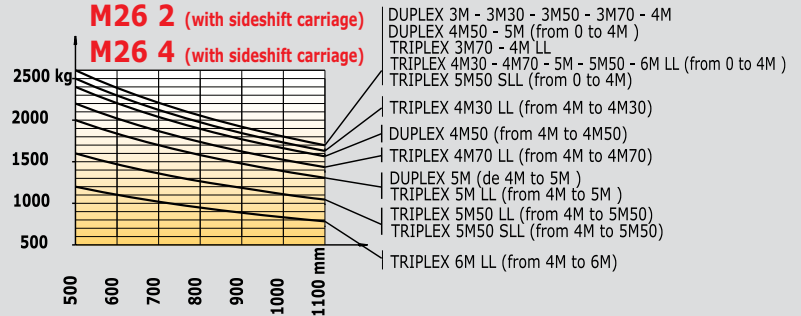 M26 2 (with sideshift carriage)
M26 4 (with sideshift carriage)
2500 kg
2000
1500
1000
500
500
600
700
800
900
1000
1100 mm
DUPLEX 3M - 3M30 - 3M50 - 3M70 - 4M
DUPLEX 4M50 - 5M (from 0 to 4M )
TRIPLEX 3M70 - 4M LL
TRIPLEX 4M30 - 4M70 - 5M - 5M50 - 6M LL (from 0 to 4M )
TRIPLEX 5M50 SLL (from 0 to 4M)
TRIPLEX 4M30 LL (from 4M to 4M30)
DUPLEX 4M50 (from 4M to 4M50)
TRIPLEX 4M70 LL (from 4M to 4M70)
DUPLEX 5M (de 4M to 5M )
TRIPLEX 5M LL (from 4M to 5M )
TRIPLEX 5M50 LL (from 4M to 5M50)
TRIPLEX 5M50 SLL (from 4M to 5M50)
TRIPLEX 6M LL (from 4M to 6M)